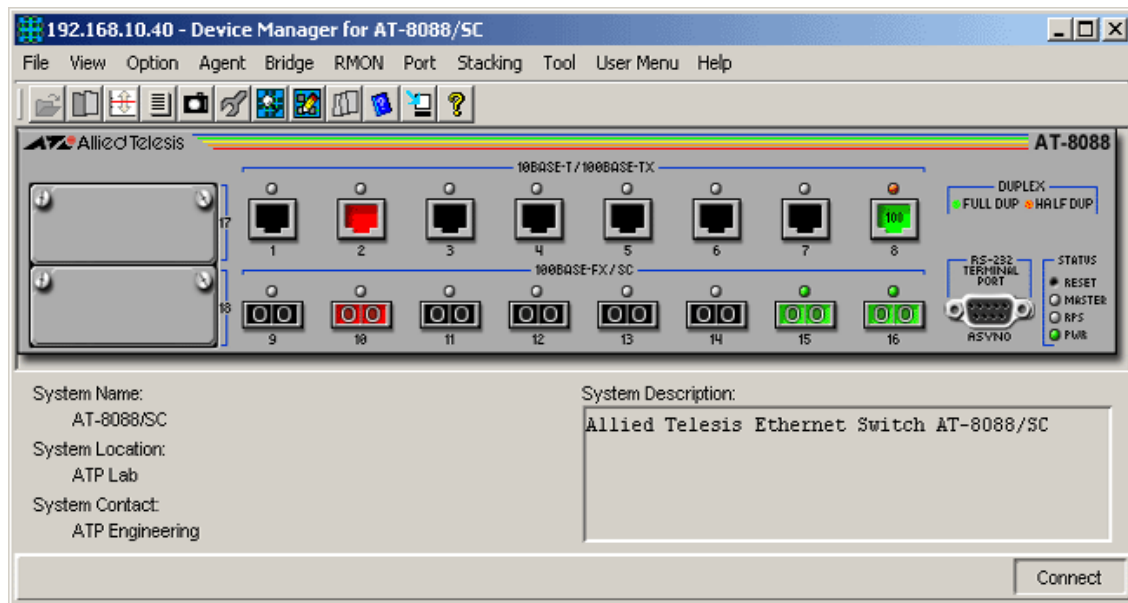 192.168.10.40 - Device Manager for AT-8088/SC
File View Option Agent Bridge RMON Port Stacking Tool User Menu Help
Allied Telesis
AT-8088
10BASE-T/100BASE-TX
DUPLEX
FULL DUP HALF DUP
17
100
1 2 3 4 5 6 7 8
100BASE-FX/SC
RS-232
TERMINAL
PORT
STATUS
RESET
MASTER
RPS
PWR
18
9 10 11 12 13 14 15 16
ASYN0
System Name:
AT-8088/SC
System Location:
ATP Lab
System Contact:
ATP Engineering
System Description:
Allied Telesis Ethernet Switch AT-8088/SC
Connect